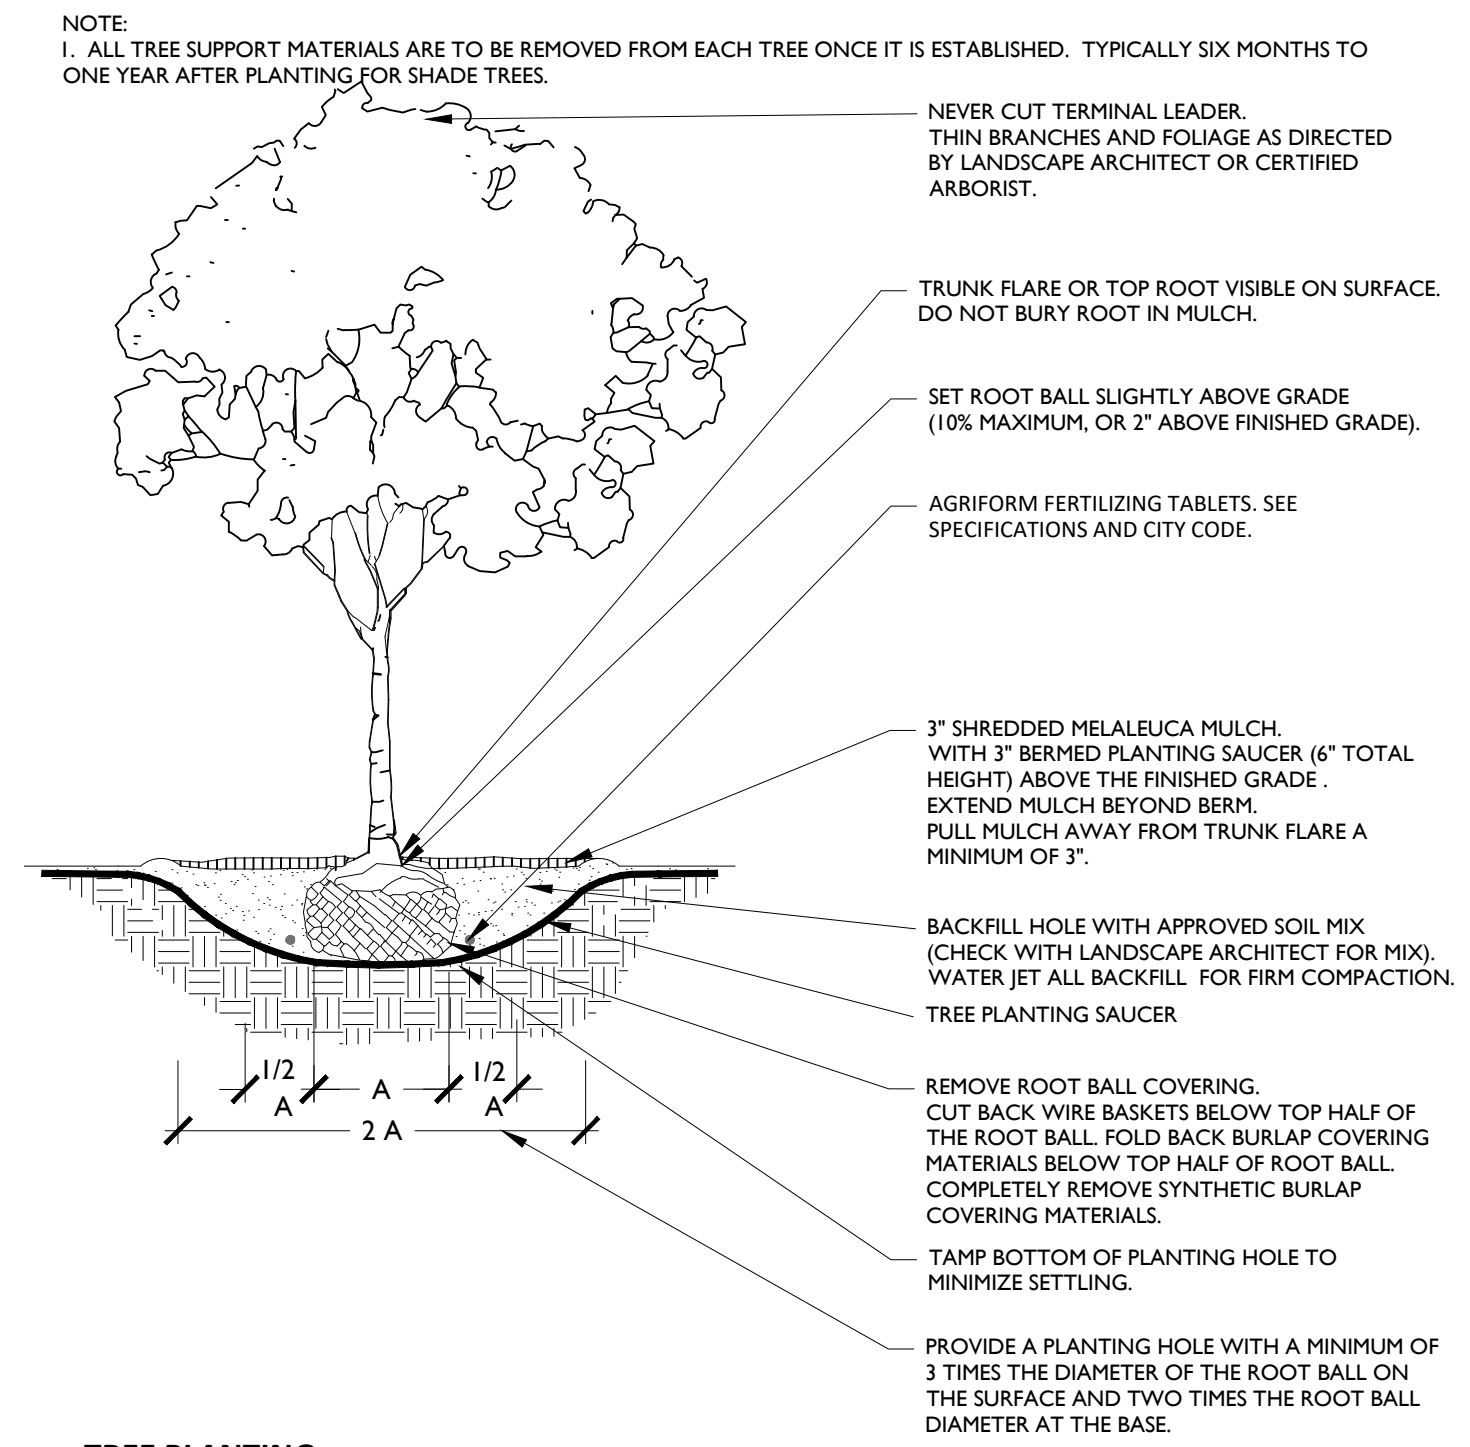 NOTE:
1. ALL TREE SUPPORT MATERIALS ARE TO BE REMOVED FROM EACH TREE ONCE IT IS ESTABLISHED. TYPICALLY SIX MONTHS TO
ONE YEAR AFTER PLANTING FOR SHADE TREES.
NEVER CUT TERMINAL LEADER.
THIN BRANCHES AND FOLIAGE AS DIRECTED
BY LANDSCAPE ARCHITECT OR CERTIFIED
ARBORIST.
TRUNK FLARE OR TOP ROOT VISIBLE ON SURFACE.
DO NOT BURY ROOT IN MULCH.
SET ROOT BALL SLIGHTLY ABOVE GRADE
(10% MAXIMUM, OR 2" ABOVE FINISHED GRADE).
AGRIFORM FERTILIZING TABLETS. SEE
SPECIFICATIONS AND CITY CODE.
3" SHREDDED MELALEUCA MULCH.
WITH 3" BERMED PLANTING SAUCER (6" TOTAL
HEIGHT) ABOVE THE FINISHED GRADE .
EXTEND MULCH BEYOND BERM.
PULL MULCH AWAY FROM TRUNK FLARE A
MINIMUM OF 3".
BACKFILL HOLE WITH APPROVED SOIL MIX
(CHECK WITH LANDSCAPE ARCHITECT FOR MIX).
WATER JET ALL BACKFILL FOR FIRM COMPACTION.
TREE PLANTING SAUCER
1/2 A
A
1/2 A
2 A
REMOVE ROOT BALL COVERING.
CUT BACK WIRE BASKETS BELOW TOP HALF OF
THE ROOT BALL. FOLD BACK BURLAP COVERING
MATERIALS BELOW TOP HALF OF ROOT BALL.
COMPLETELY REMOVE SYNTHETIC BURLAP
COVERING MATERIALS.
TAMP BOTTOM OF PLANTING HOLE TO
MINIMIZE SETTLING.
PROVIDE A PLANTING HOLE WITH A MINIMUM OF
3 TIMES THE DIAMETER OF THE ROOT BALL ON
THE SURFACE AND TWO TIMES THE ROOT BALL
DIAMETER AT THE BASE.
TREE PLANTING